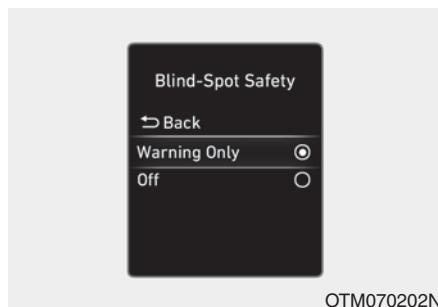 Blind-Spot Safety
Back
Warning Only
Off
OTM070202N